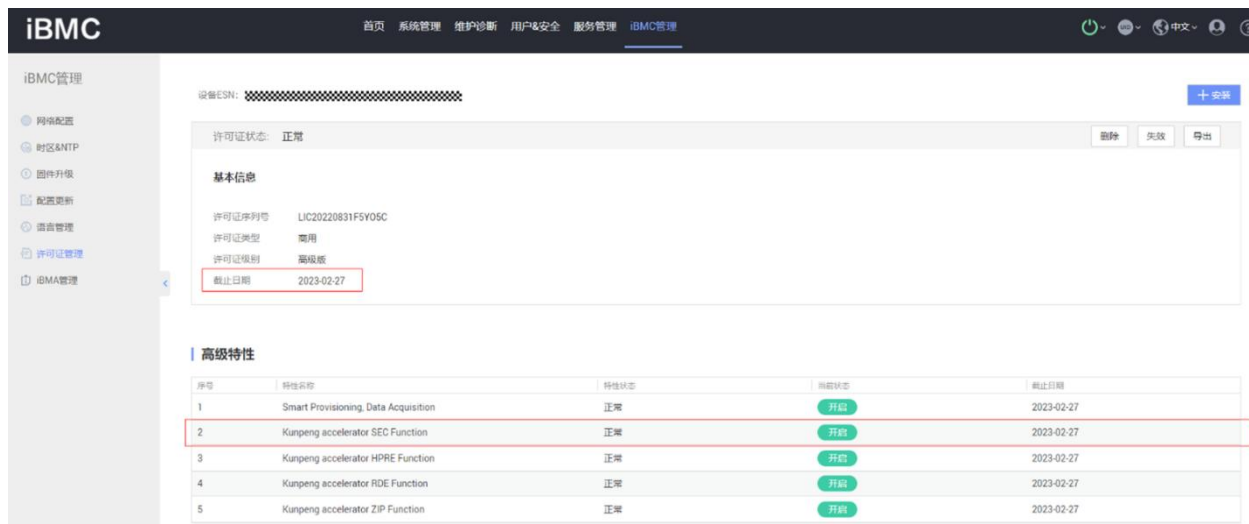 iBMC 首页 系统管理 维护诊断 用户&安全 服务管理 iBMC管理 中文
iBMC管理
网络配置
时区&NTP
固件升级
配置更新
语言管理
许可证管理
iBMA管理
设备ESN: 安装
许可证状态: 正常 删除 失效 导出
基本信息
许可证序列号 LIC20220831F5YO5C
许可证类型 商用
许可证级别 高级版
截止日期 2023-02-27
高级特性
序号 特性名称 特性状态 当前状态 截止日期
1 Smart Provisioning, Data Acquisition 正常 开启 2023-02-27
2 Kunpeng accelerator SEC Function 正常 开启 2023-02-27
3 Kunpeng accelerator HPRE Function 正常 开启 2023-02-27
4 Kunpeng accelerator RDE Function 正常 开启 2023-02-27
5 Kunpeng accelerator ZIP Function 正常 开启 2023-02-27